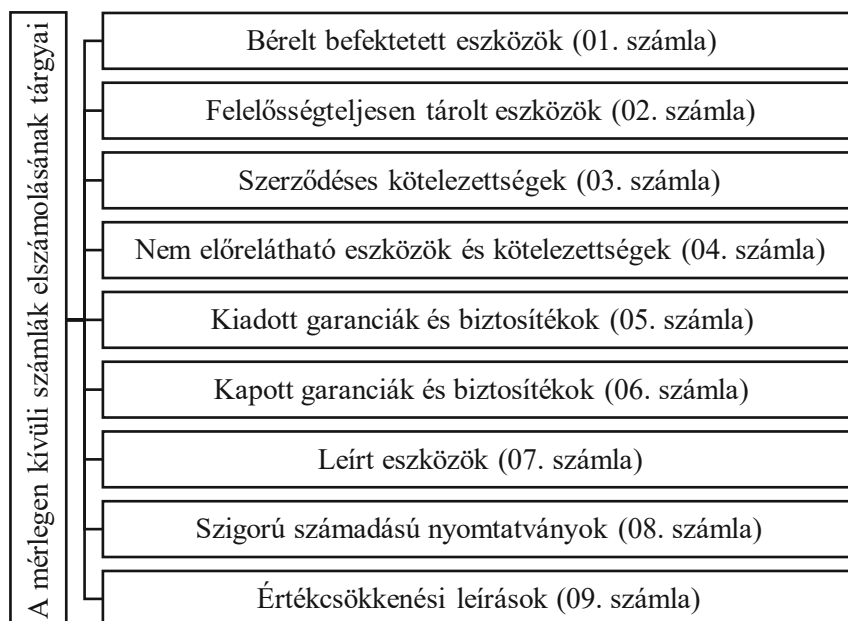 A mérlegen kívüli számlák elszámolásának tárgyai
Bérelt befektetett eszközök (01. számla)
Felelősségteljesen tárolt eszközök (02. számla)
Szerződéses kötelezettségek (03. számla)
Nem előrelátható eszközök és kötelezettségek (04. számla)
Kiadott garanciák és biztosítékok (05. számla)
Kapott garanciák és biztosítékok (06. számla)
Leírt eszközök (07. számla)
Szigorú számadású nyomtatványok (08. számla)
Értékcsökkenési leírások (09. számla)